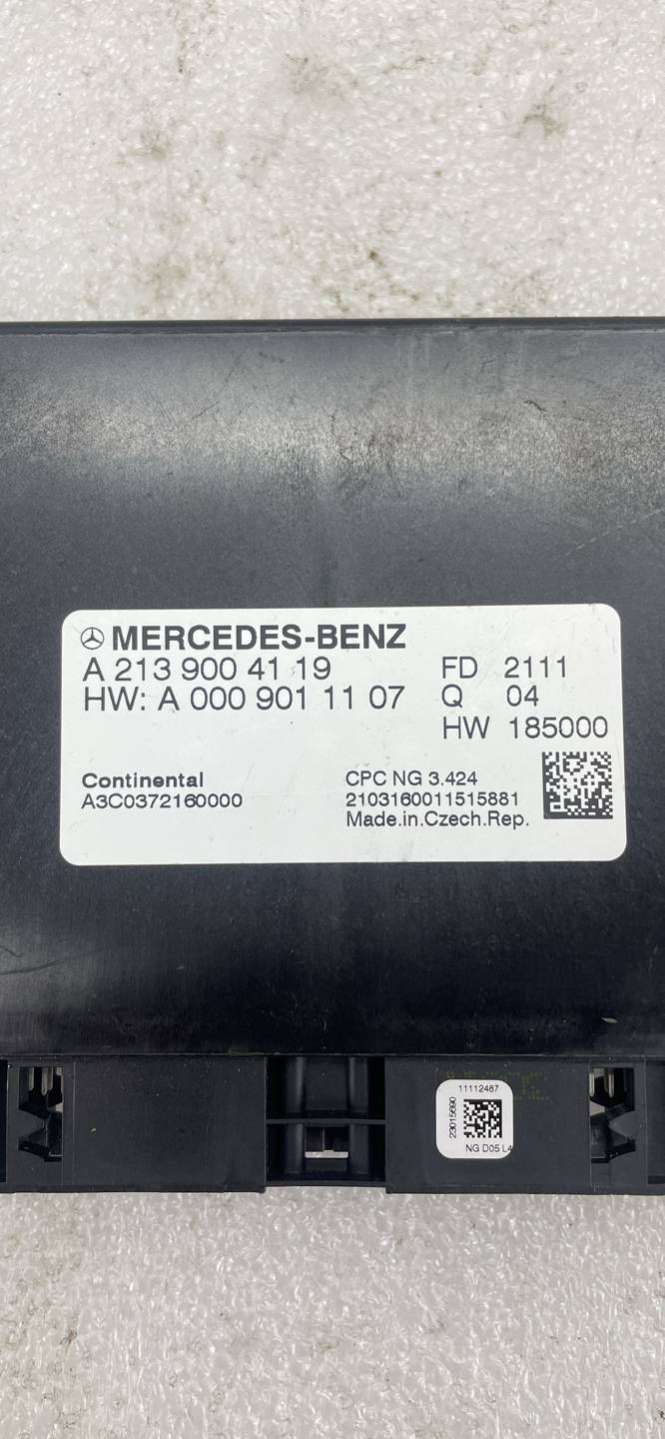 MERCEDES-BENZ
A 213 900 41 19 FD 2111
HW: A 000 901 11 07 Q 04
HW 185000
Continental CPC NG 3.424
A3C0372160000 2103160011515881
Made.in.Czech.Rep.
11112487
23015690
NG D05 L4